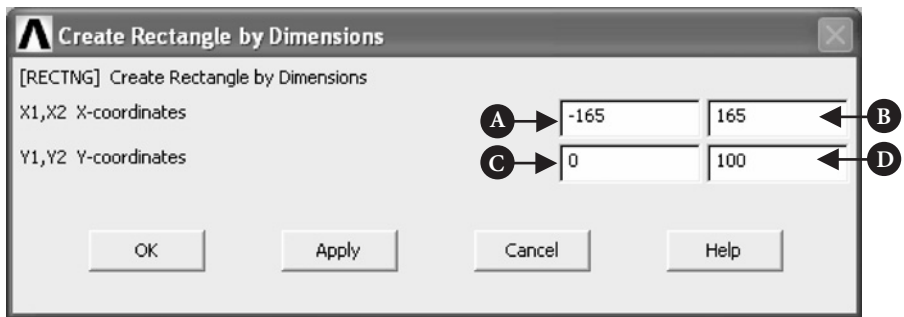 Create Rectangle by Dimensions
[RECTNG] Create Rectangle by Dimensions
X1,X2 X-coordinates A -165 165 B
Y1,Y2 Y-coordinates C 0 100 D
OK Apply Cancel Help